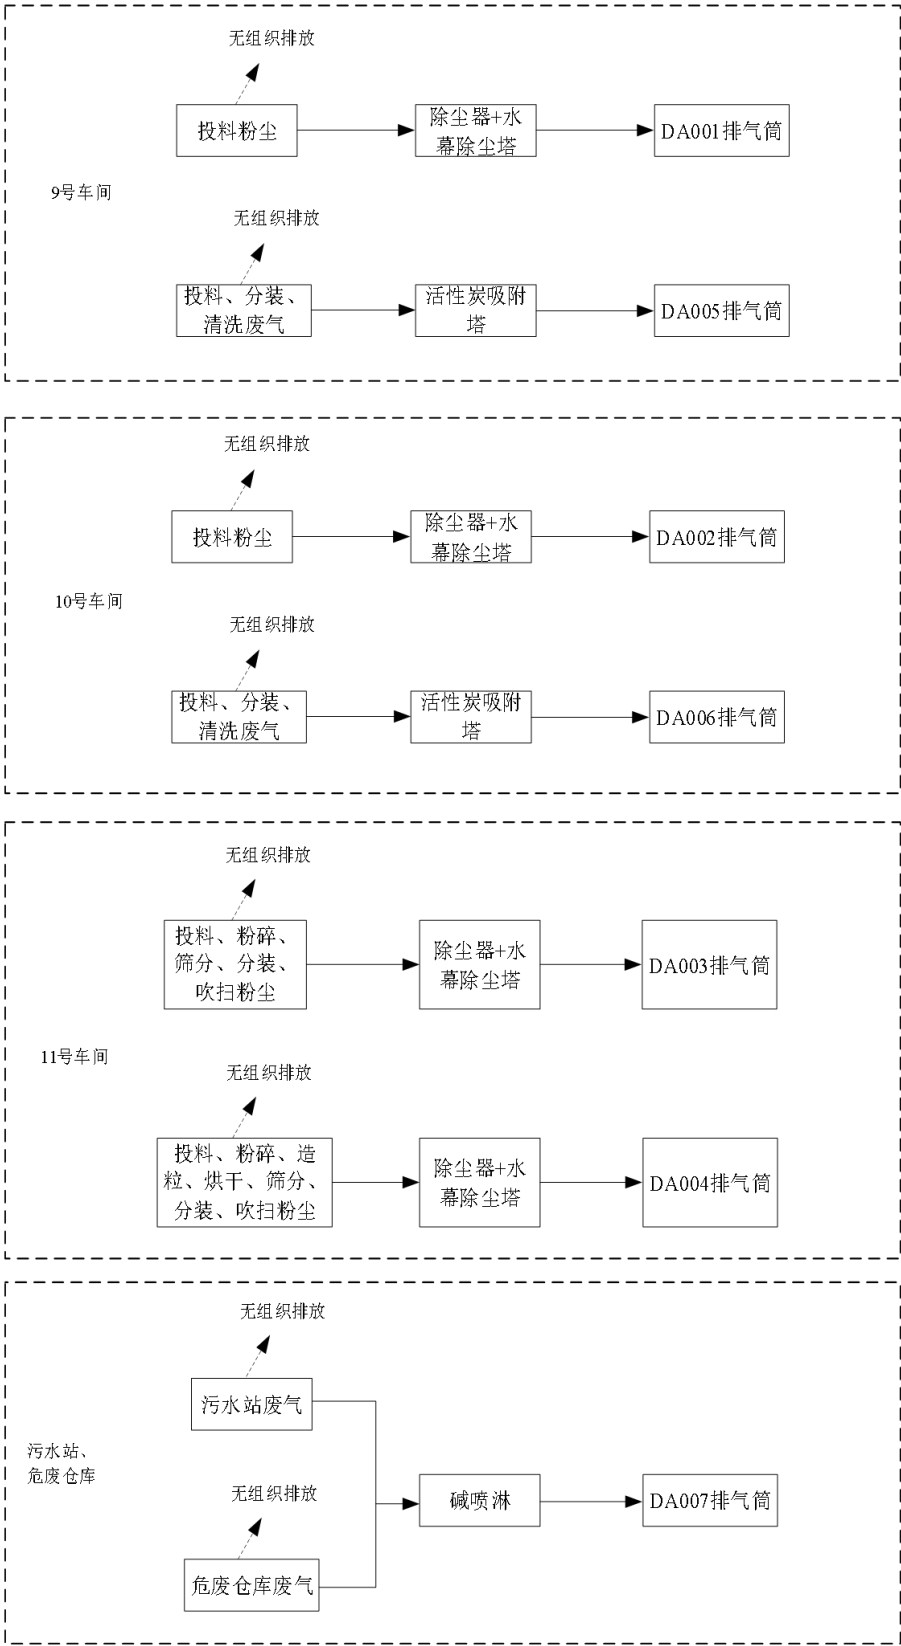 无组织排放
投料粉尘
除尘器+水
幕除尘塔
DA001排气筒
9号车间
无组织排放
投料、分装、
清洗废气
活性炭吸附
塔
DA005排气筒
无组织排放
投料粉尘
除尘器+水
幕除尘塔
DA002排气筒
10号车间
无组织排放
投料、分装、
清洗废气
活性炭吸附
塔
DA006排气筒
无组织排放
投料、粉碎、
筛分、分装、
吹扫粉尘
除尘器+水
幕除尘塔
DA003排气筒
11号车间
无组织排放
投料、粉碎、造
粒、烘干、筛分、
分装、吹扫粉尘
除尘器+水
幕除尘塔
DA004排气筒
无组织排放
污水站废气
污水站、
危废仓库
无组织排放
危废仓库废气
碱喷淋
DA007排气筒